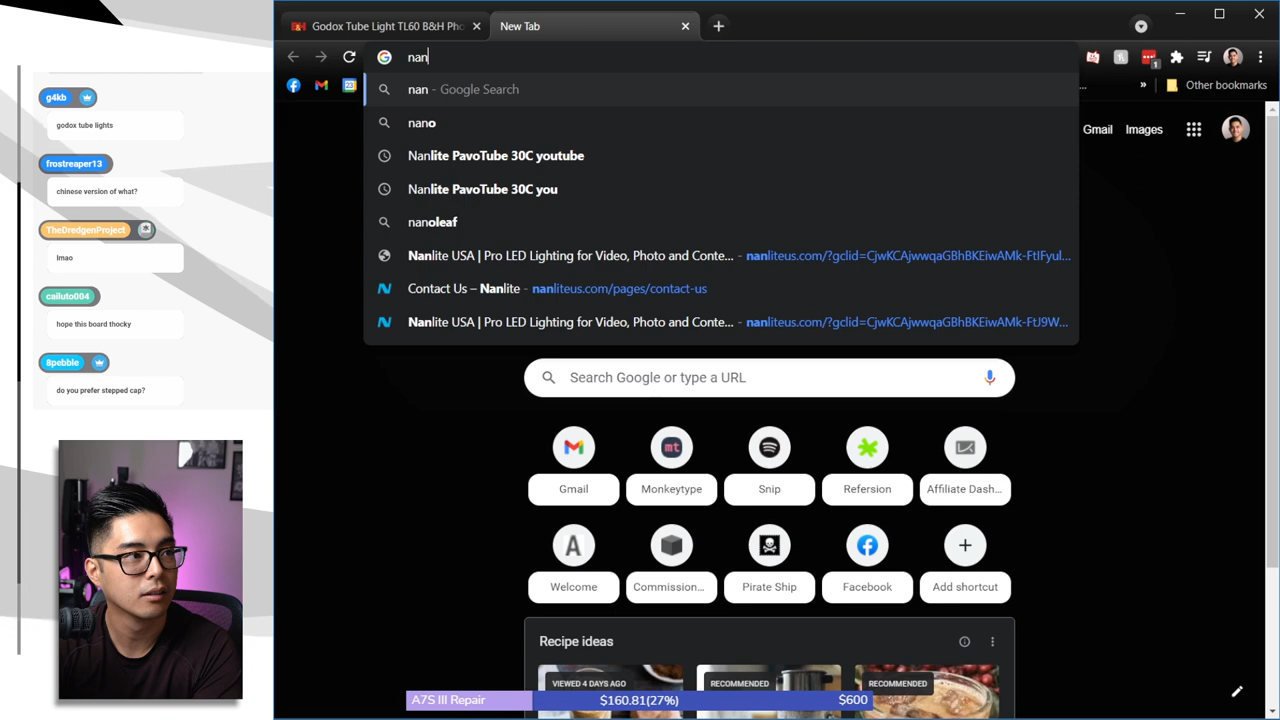 g4kb
godox tube lights
frostreaper13
chinese version of what?
TheDredgenProject
lmao
cailuto004
hope this board thocky
8pebble
do you prefer stepped cap?
Godox Tube Light TL60 B&H Pho
New Tab
nan
1
23
nan - Google Search
nano
Nanlite PavoTube 30C youtube
Nanlite PavoTube 30C you
nanoleaf
Nanlite USA | Pro LED Lighting for Video, Photo and Conte... - nanliteus.com/?gclid=CjwKCAjwwqaGBhBKEiwAMk-FtIFyul...
Contact Us – Nanlite - nanliteus.com/pages/contact-us
Nanlite USA | Pro LED Lighting for Video, Photo and Conte... - nanliteus.com/?gclid=CjwKCAjwwqaGBhBKEiwAMk-FtJ9W...
... » Other bookmarks
Gmail Images
Search Google or type a URL
mt
Gmail Monkeytype Snip Refersion Affiliate Dash...
A
Welcome Commission... Pirate Ship Facebook Add shortcut
Recipe ideas
VIEWED 4 DAYS AGO RECOMMENDED RECOMMENDED
A7S III Repair $160.81(27%) $600